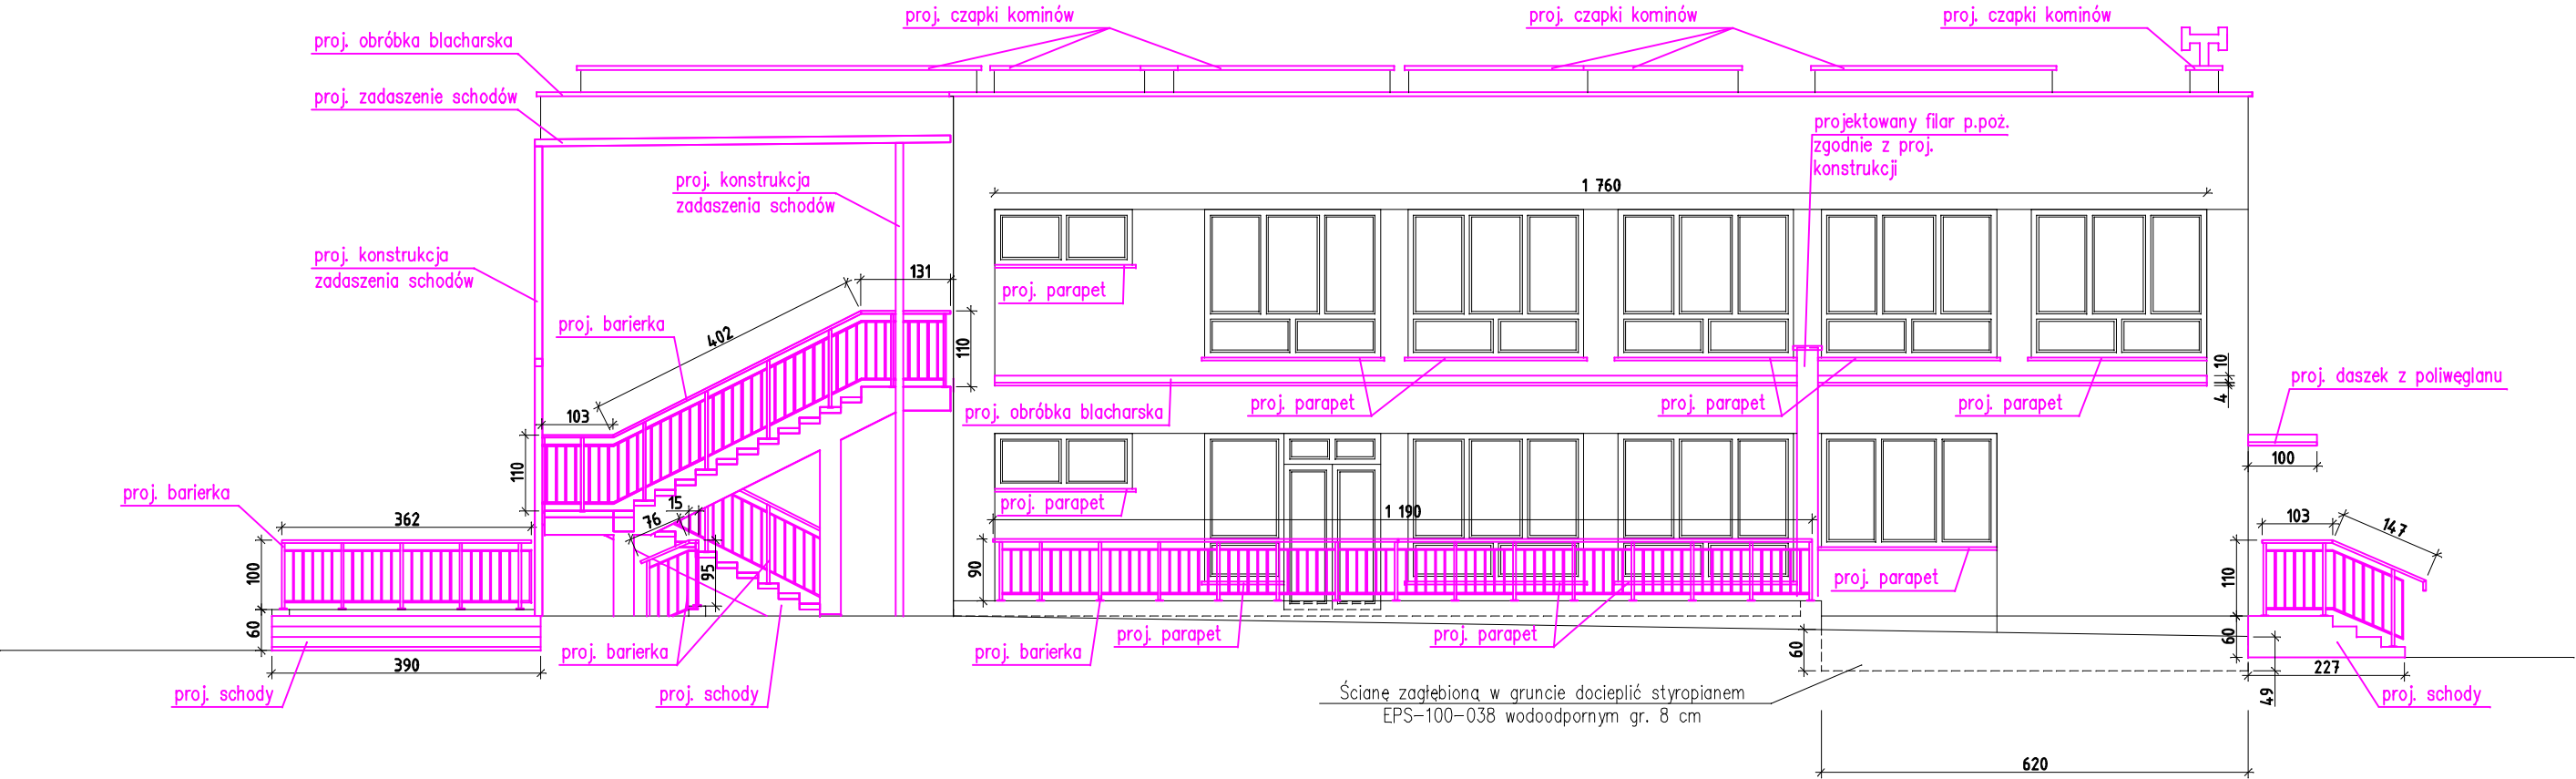 proj. czapki kominów
proj. czapki kominów
proj. czapki kominów
proj. obróbka blacharska
proj. zadaszenie schodów
projektowany filar p.poż.
zgodnie z proj.
konstrukcji
proj. konstrukcja
zadaszenia schodów
1 760
proj. konstrukcja
zadaszenia schodów
131
proj. parapet
proj. barierka
402
110
10
4
proj. daszek z poliwęglanu
103
proj. obróbka blacharska
proj. parapet
proj. parapet
proj. parapet
110
100
proj. barierka
362
15
76
proj. parapet
1 190
103
147
100
95
90
110
proj. parapet
60
proj. barierka
proj. barierka
proj. parapet
proj. parapet
60
60
390
227
49
proj. schody
proj. schody
proj. schody
Ścianę zagłębioną w gruncie docieplić styropianem
EPS-100-038 wodoodpornym gr. 8 cm
620